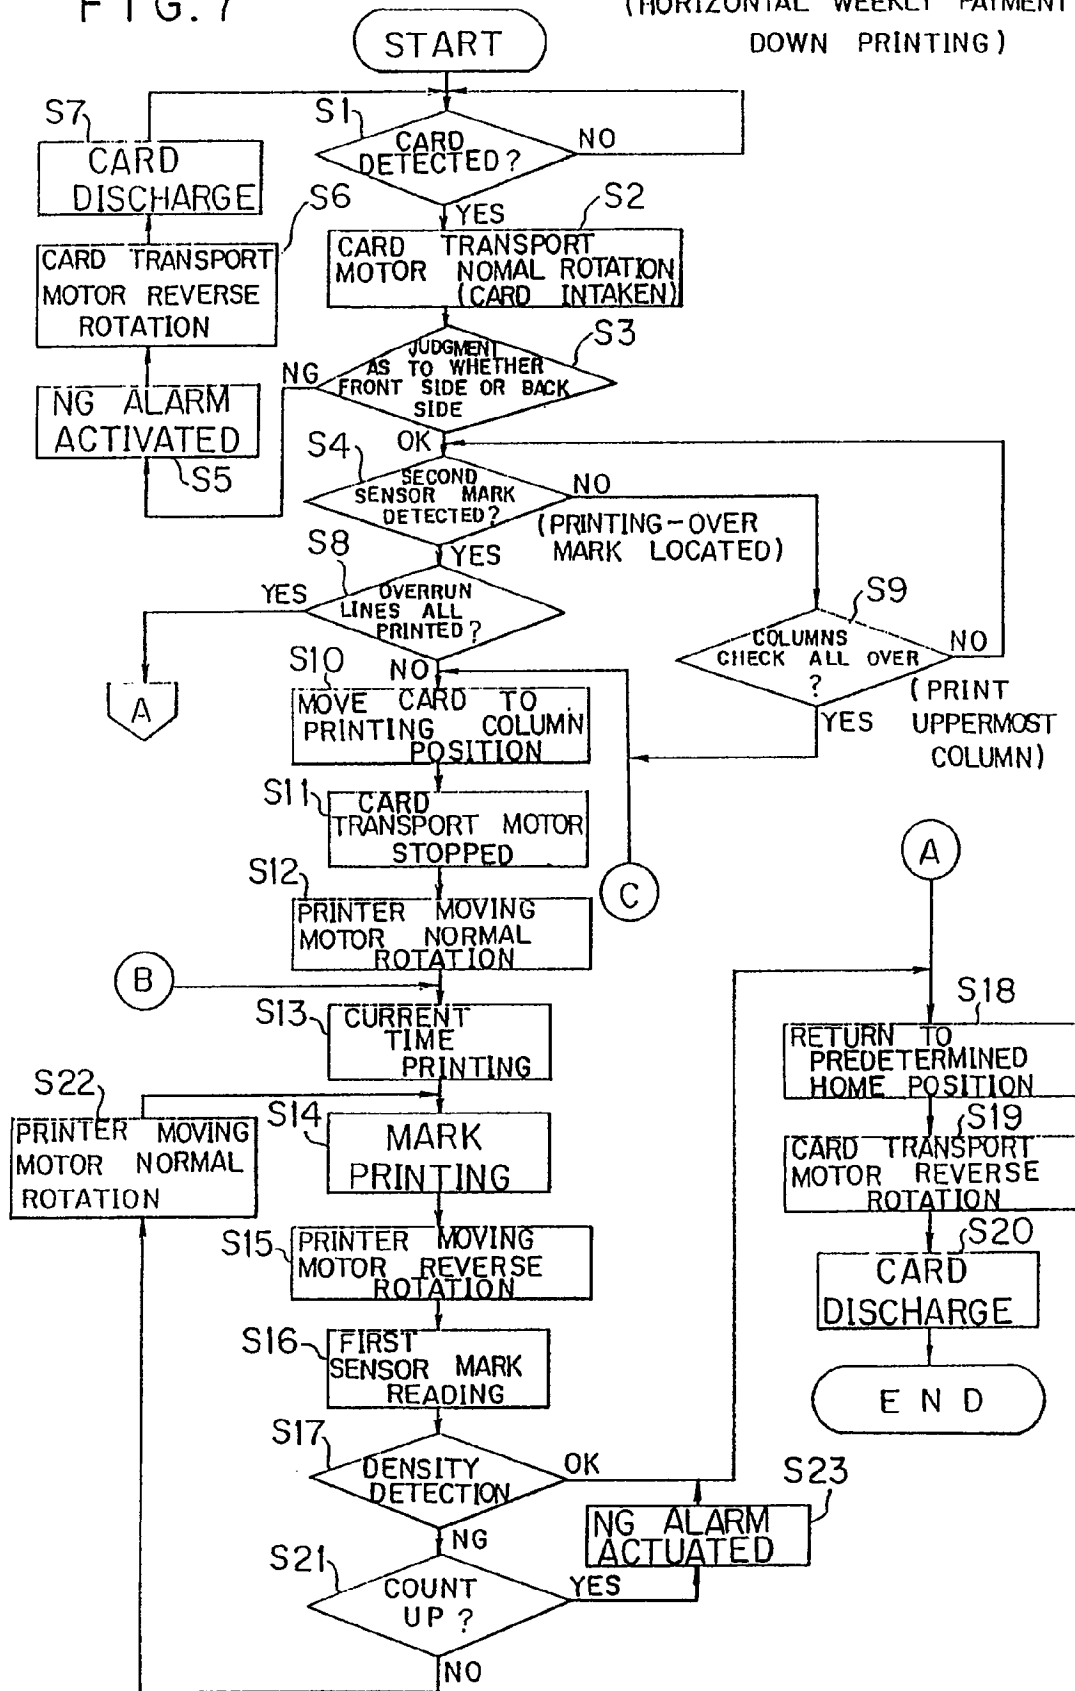 FIG. 7
(HORIZONTAL WEEKLY PAYMENT
DOWN PRINTING)
START
S1
CARD
DETECTED?
NO
YES
S7
CARD
DISCHARGE
S6
CARD TRANSPORT
MOTOR REVERSE
ROTATION
S2
CARD TRANSPORT
MOTOR NOMAL ROTATION
(CARD INTAKEN)
S3
JUDGMENT
AS TO WHETHER
FRONT SIDE OR BACK
SIDE
NG
OK
NG ALARM
ACTIVATED
S5
S4
SECOND
SENSOR MARK
DETECTED?
NO
(PRINTING-OVER
MARK LOCATED)
YES
S8
OVERRUN
LINES ALL
PRINTED?
YES
NO
A
S9
COLUMNS
CHECK ALL OVER
?
NO
(PRINT
UPPERMOST
COLUMN)
YES
S10
MOVE CARD TO
PRINTING COLUMN
POSITION
S11
CARD
TRANSPORT MOTOR
STOPPED
C
S12
PRINTER MOVING
MOTOR NORMAL
ROTATION
B
S13
CURRENT
TIME
PRINTING
S22
PRINTER MOVING
MOTOR NORMAL
ROTATION
S14
MARK
PRINTING
S15
PRINTER MOVING
MOTOR REVERSE
ROTATION
S16
FIRST
SENSOR MARK
READING
S17
DENSITY
DETECTION
OK
NG
S21
COUNT
UP?
YES
NO
S23
NG ALARM
ACTUATED
A
S18
RETURN TO
PREDETERMINED
HOME POSITION
S19
CARD TRANSPORT
MOTOR REVERSE
ROTATION
S20
CARD
DISCHARGE
END